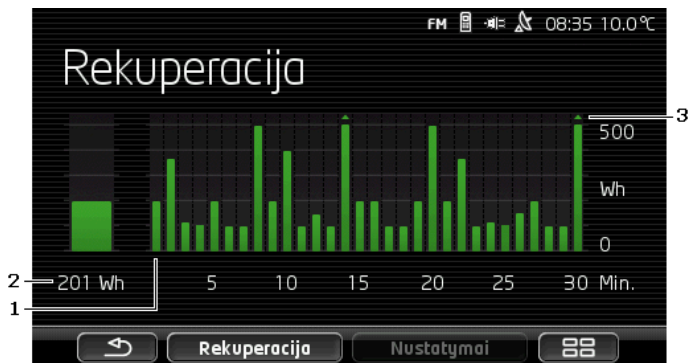 FM 08:35 10.0°C
Rekuperacija
3
500
Wh
0
2 201 Wh 5 10 15 20 25 30 Min.
1
Rekuperacija Nustatymai